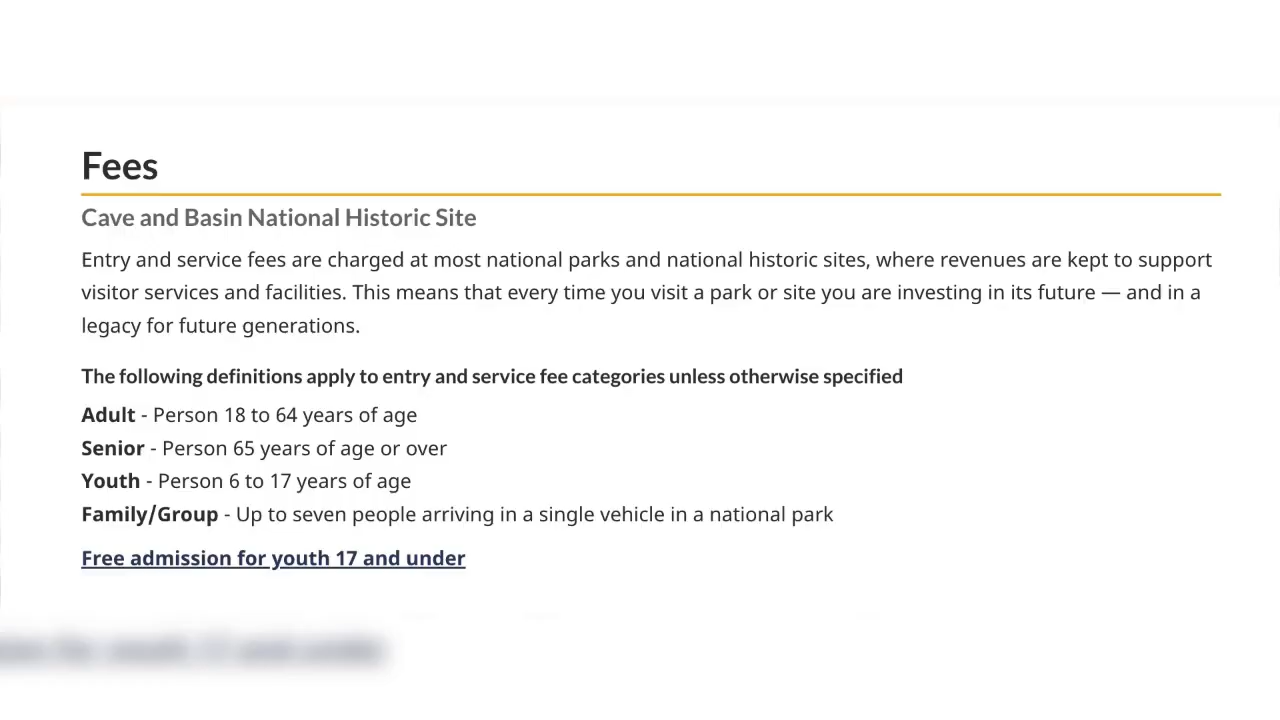 Fees
Cave and Basin National Historic Site
Entry and service fees are charged at most national parks and national historic sites, where revenues are kept to support
visitor services and facilities. This means that every time you visit a park or site you are investing in its future — and in a
legacy for future generations.
The following definitions apply to entry and service fee categories unless otherwise specified
Adult - Person 18 to 64 years of age
Senior - Person 65 years of age or over
Youth - Person 6 to 17 years of age
Family/Group - Up to seven people arriving in a single vehicle in a national park
Free admission for youth 17 and under